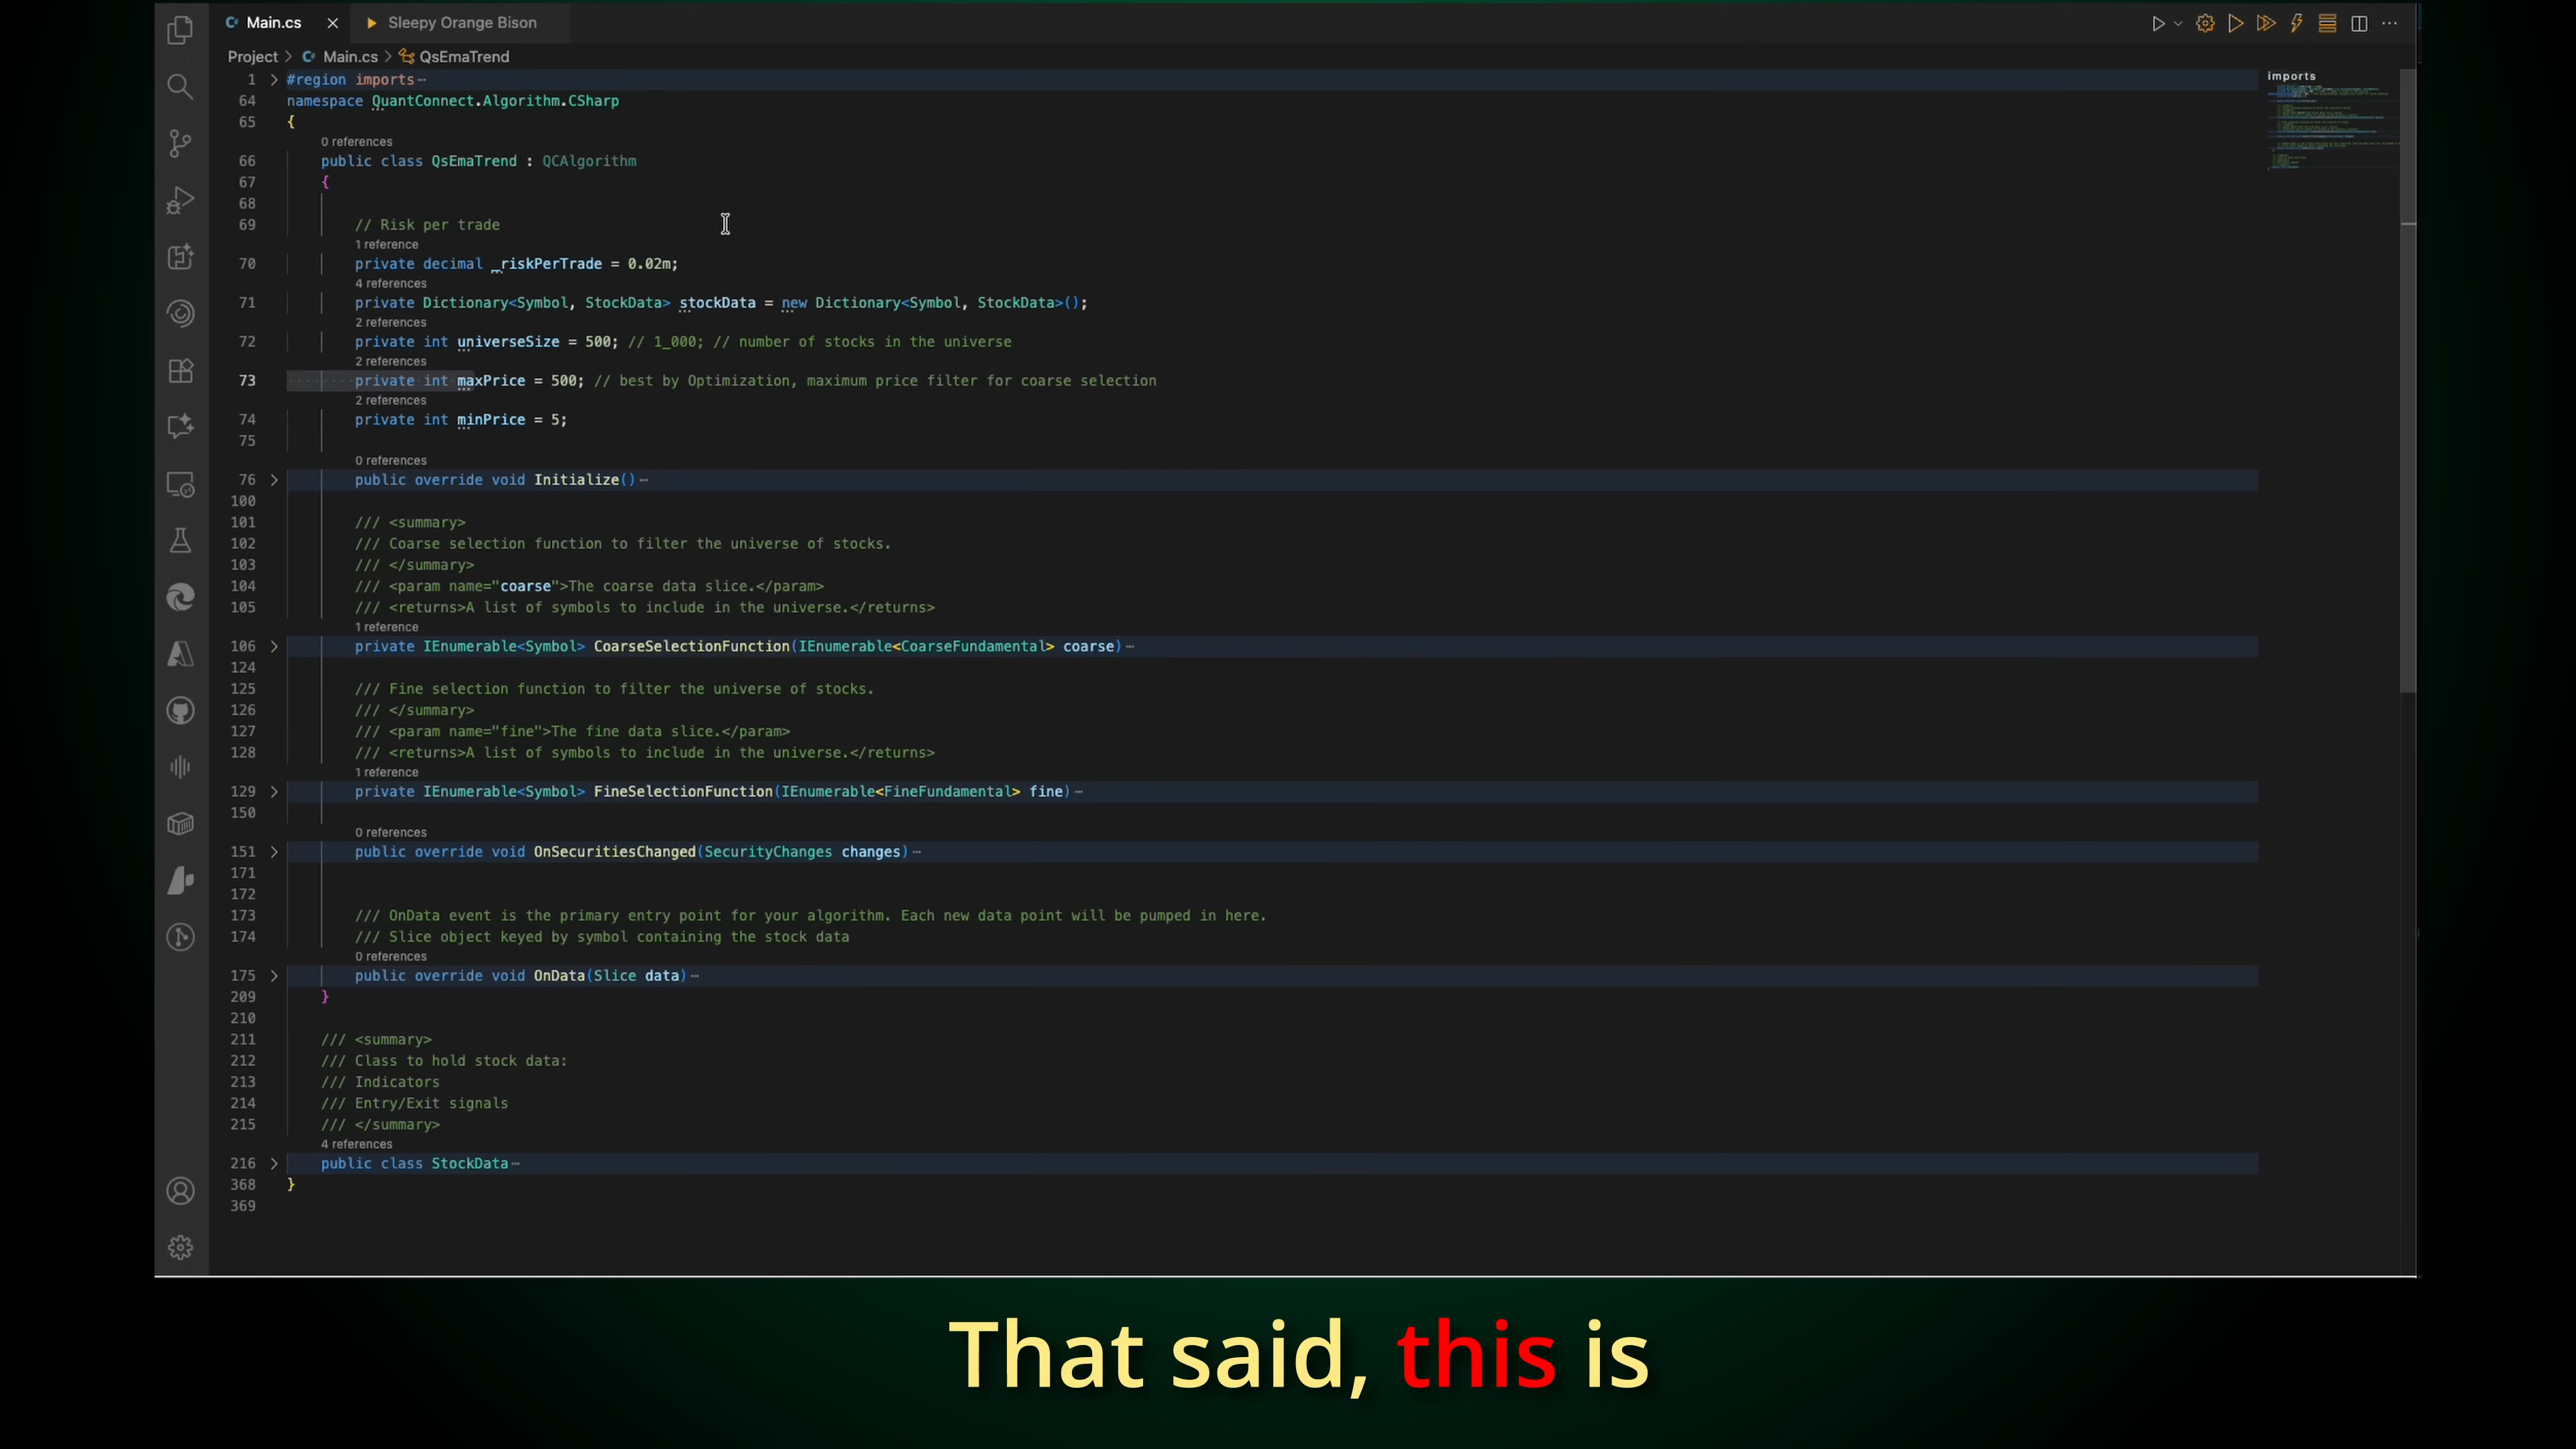 Main.cs
Sleepy Orange Bison
Project > Main.cs > QsEmaTrend
1 #region imports
64 namespace QuantConnect.Algorithm.CSharp
65 {
0 references
66 public class QsEmaTrend : QCAlgorithm
67 {
68
69 // Risk per trade
1 reference
70 private decimal _riskPerTrade = 0.02m;
4 references
71 private Dictionary<Symbol, StockData> stockData = new Dictionary<Symbol, StockData>();
2 references
72 private int universeSize = 500; // 1_000; // number of stocks in the universe
2 references
73 private int maxPrice = 500; // best by Optimization, maximum price filter for coarse selection
2 references
74 private int minPrice = 5;
75
0 references
76 public override void Initialize()
100
101 /// <summary>
102 /// Coarse selection function to filter the universe of stocks.
103 /// </summary>
104 /// <param name="coarse">The coarse data slice.</param>
105 /// <returns>A list of symbols to include in the universe.</returns>
1 reference
106 private IEnumerable<Symbol> CoarseSelectionFunction(IEnumerable<CoarseFundamental> coarse)
124
125 /// Fine selection function to filter the universe of stocks.
126 /// </summary>
127 /// <param name="fine">The fine data slice.</param>
128 /// <returns>A list of symbols to include in the universe.</returns>
1 reference
129 private IEnumerable<Symbol> FineSelectionFunction(IEnumerable<FineFundamental> fine)
150
0 references
151 public override void OnSecuritiesChanged(SecurityChanges changes)
171
172
173 /// OnData event is the primary entry point for your algorithm. Each new data point will be pumped in here.
174 /// Slice object keyed by symbol containing the stock data
0 references
175 public override void OnData(Slice data)
209 }
210
211 /// <summary>
212 /// Class to hold stock data:
213 /// Indicators
214 /// Entry/Exit signals
215 /// </summary>
4 references
216 public class StockData
368 }
369
imports
That said, this is